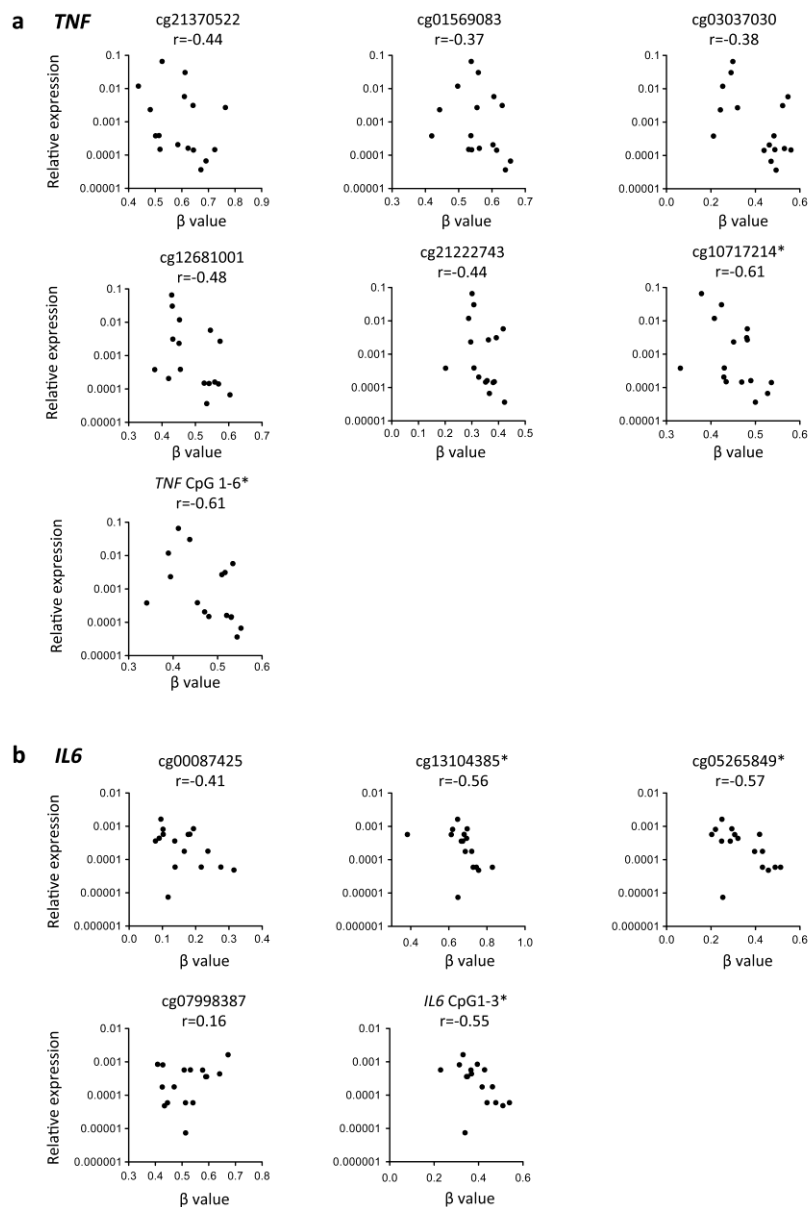 a TNF
cg21370522
r=-0.44
Relative expression
0.1
0.01
0.001
0.0001
0.00001
0.4 0.5 0.6 0.7 0.8 0.9
β value
cg01569083
r=-0.37
0.1
0.01
0.001
0.0001
0.00001
0.3 0.4 0.5 0.6 0.7 0.8
β value
cg03037030
r=-0.38
0.1
0.01
0.001
0.0001
0.00001
0.0 0.2 0.4 0.6
β value
cg12681001
r=-0.48
Relative expression
0.1
0.01
0.001
0.0001
0.00001
0.3 0.4 0.5 0.6 0.7
β value
cg21222743
r=-0.44
0.1
0.01
0.001
0.0001
0.00001
0.0 0.1 0.2 0.3 0.4 0.5
β value
cg10717214*
r=-0.61
0.1
0.01
0.001
0.0001
0.00001
0.3 0.4 0.5 0.6
β value
TNF CpG 1-6*
r=-0.61
Relative expression
0.1
0.01
0.001
0.0001
0.00001
0.3 0.4 0.5 0.6
β value
b IL6
cg00087425
r=-0.41
Relative expression
0.01
0.001
0.0001
0.00001
0.000001
0.0 0.1 0.2 0.3 0.4
β value
cg13104385*
r=-0.56
0.01
0.001
0.0001
0.00001
0.000001
0.4 0.6 0.8 1.0
β value
cg05265849*
r=-0.57
0.01
0.001
0.0001
0.00001
0.000001
0.0 0.2 0.4 0.6
β value
cg07998387
r=0.16
Relative expression
0.01
0.001
0.0001
0.00001
0.000001
0.3 0.4 0.5 0.6 0.7 0.8
β value
IL6 CpG1-3*
r=-0.55
0.01
0.001
0.0001
0.00001
0.000001
0.0 0.2 0.4 0.6
β value